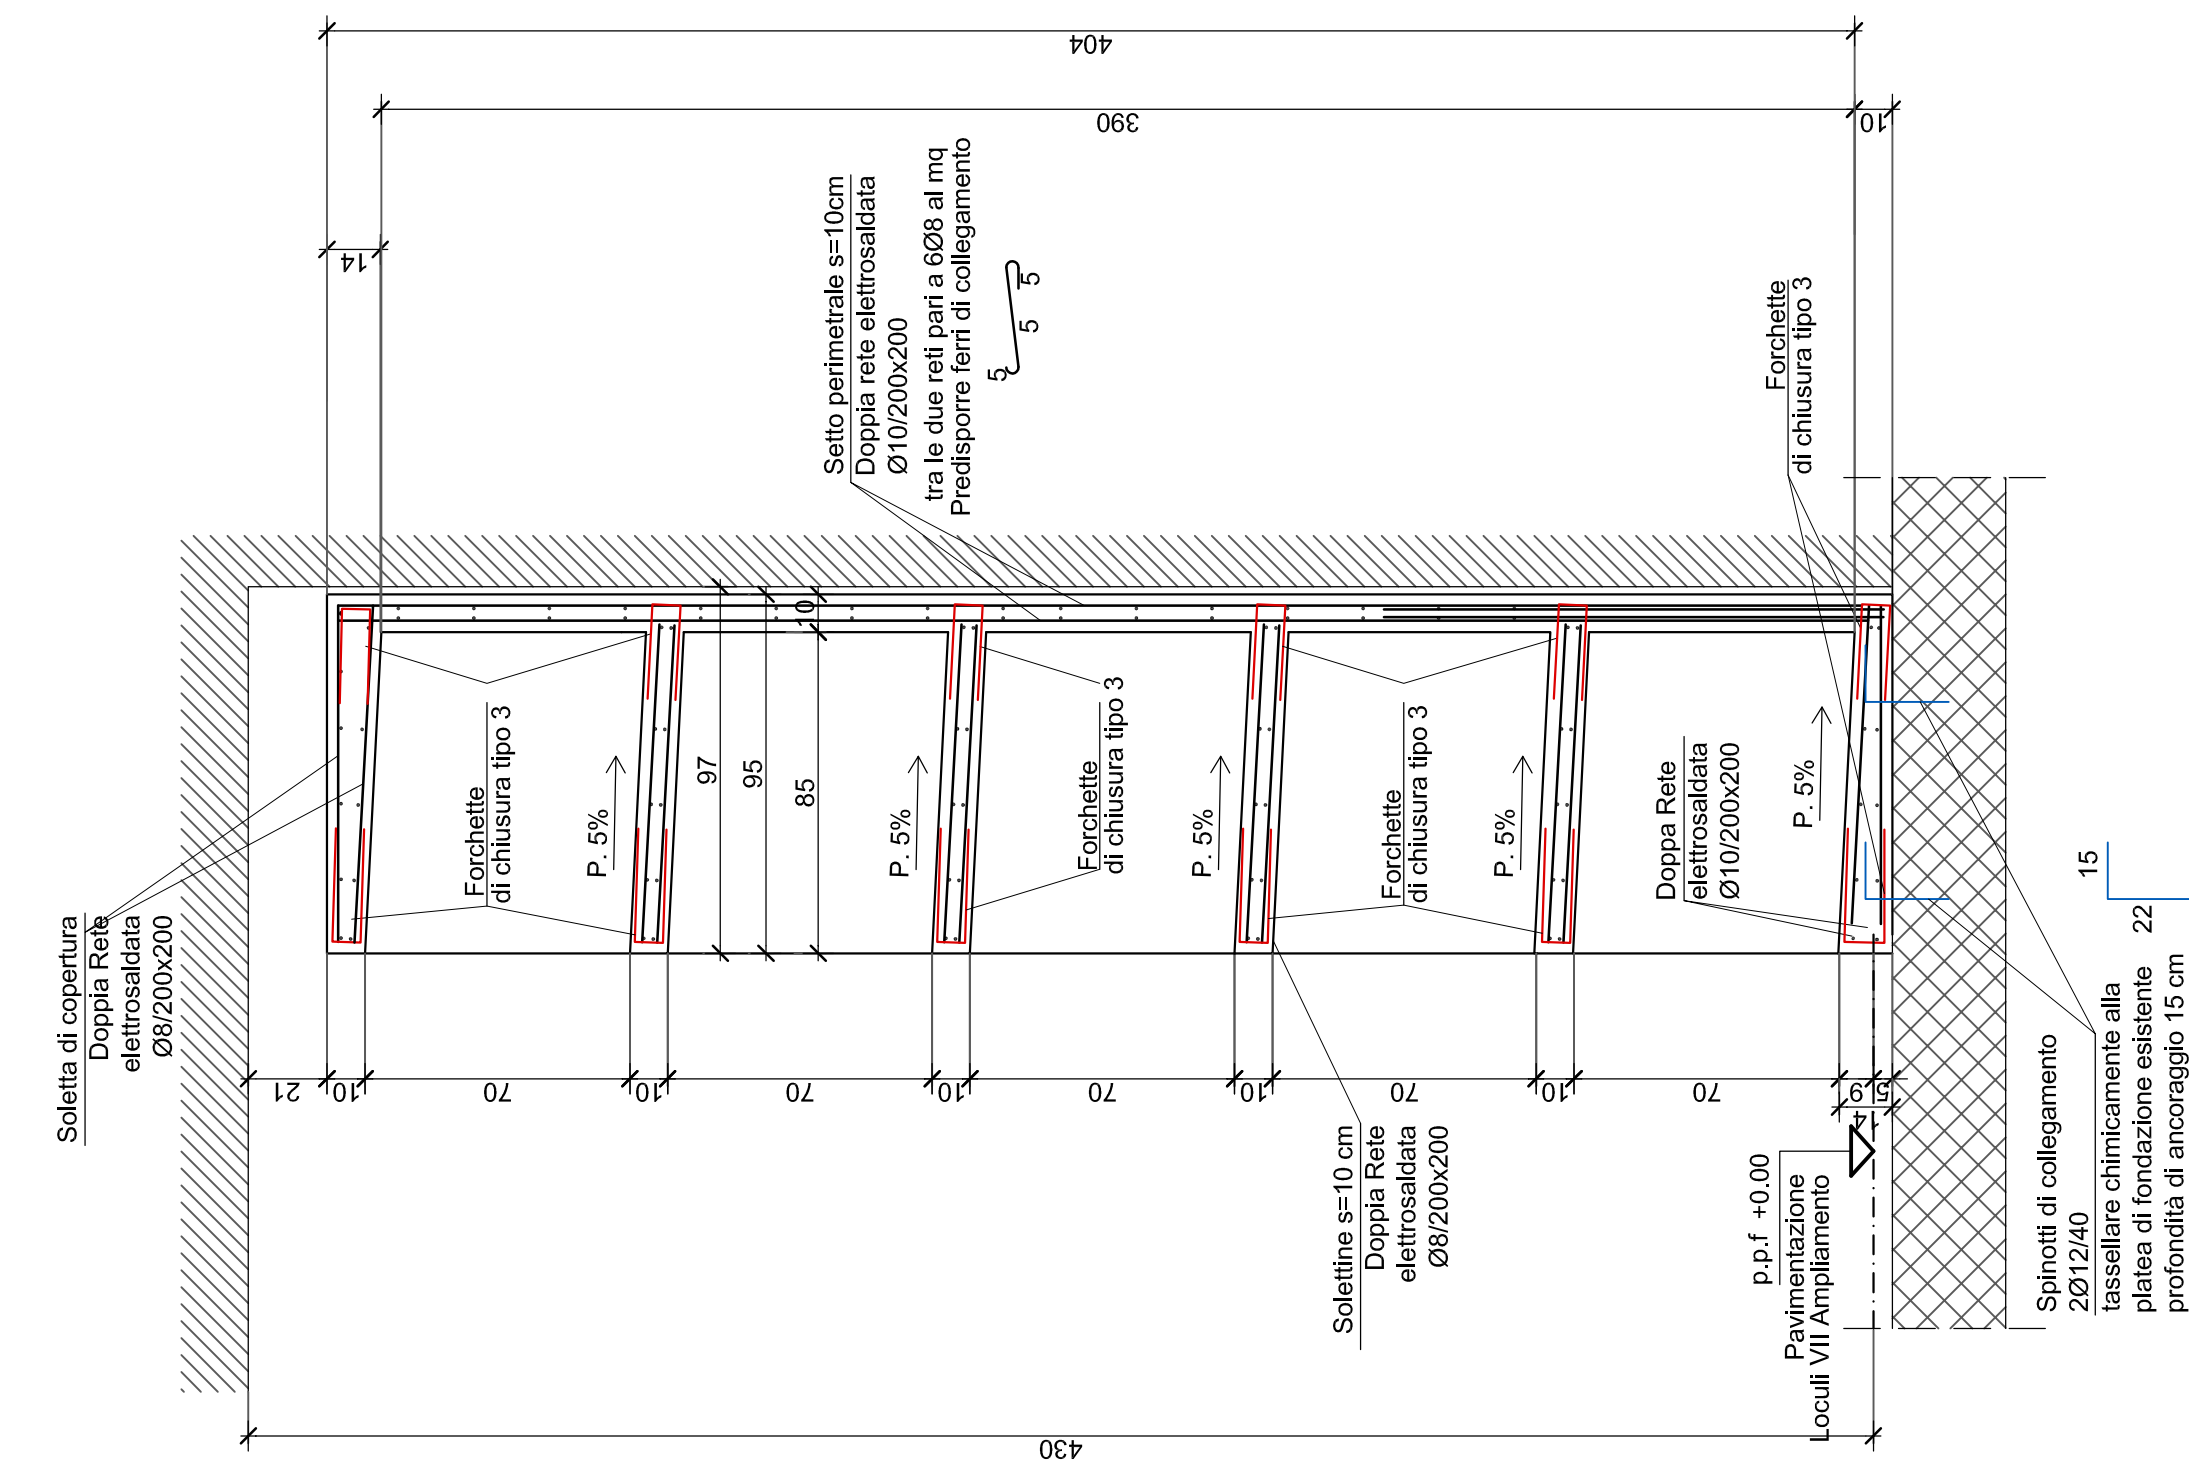 404
390
10
14
Setto perimetrale s=10cm
Doppia rete elettrosaldata
Ø10/200x200
tra le due reti pari a 6Ø8 al mq
Predisporre ferri di collegamento
5
5
5
Forchette
di chiusura tipo 3
Soletta di copertura
Doppia Rete
elettrosaldata
Ø8/200x200
Forchette
di chiusura tipo 3
P. 5%
97
95
85
10
P. 5%
Forchette
di chiusura tipo 3
P. 5%
Forchette
di chiusura tipo 3
P. 5%
Doppa Rete
elettrosaldata
Ø10/200x200
P. 5%
21
10
70
10
70
10
70
10
70
10
70
9
5
14
Solettine s=10 cm
Doppia Rete
elettrosaldata
Ø8/200x200
p.p.f +0.00
Pavimentazione
Loculi VII Ampliamento
15
22
Spinotti di collegamento
2Ø12/40
tassellare chimicamente alla
platea di fondazione esistente
profondità di ancoraggio 15 cm
430